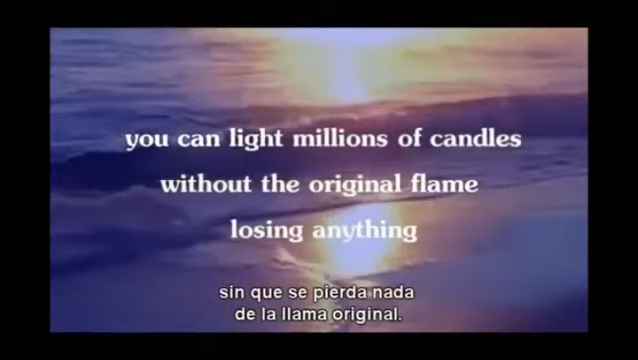 you can light millions of candles
without the original flame
losing anything
sin que se pierda nada
de la llama original.